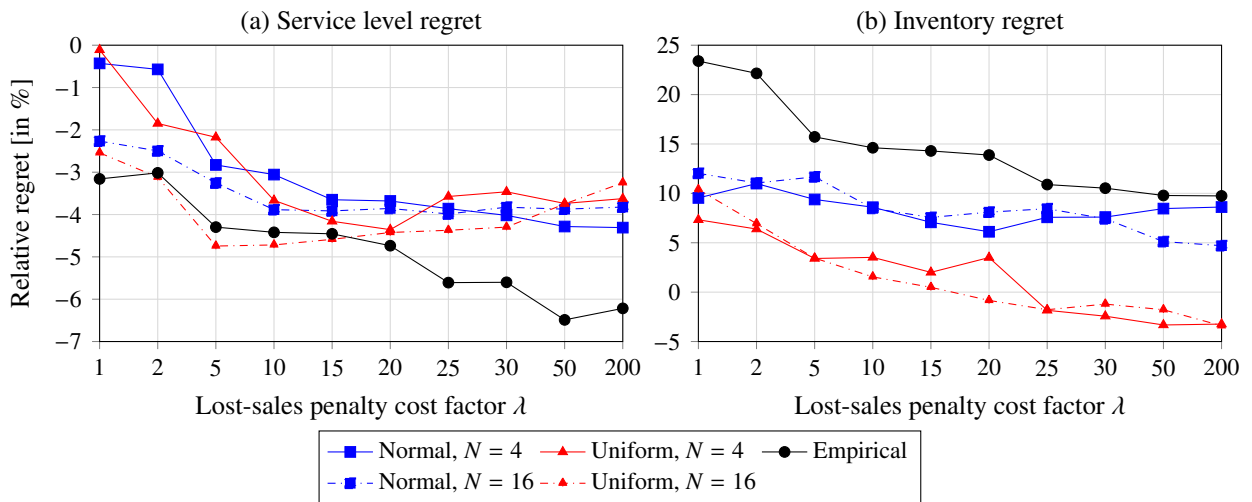 (a) Service level regret
(b) Inventory regret
Relative regret [in %]
0
−1
−2
−3
−4
−5
−6
−7
1 2 5 10 15 20 25 30 50 200
Lost-sales penalty cost factor λ
25
20
15
10
5
0
−5
1 2 5 10 15 20 25 30 50 200
Lost-sales penalty cost factor λ
Normal, N = 4 Uniform, N = 4 Empirical
Normal, N = 16 Uniform, N = 16